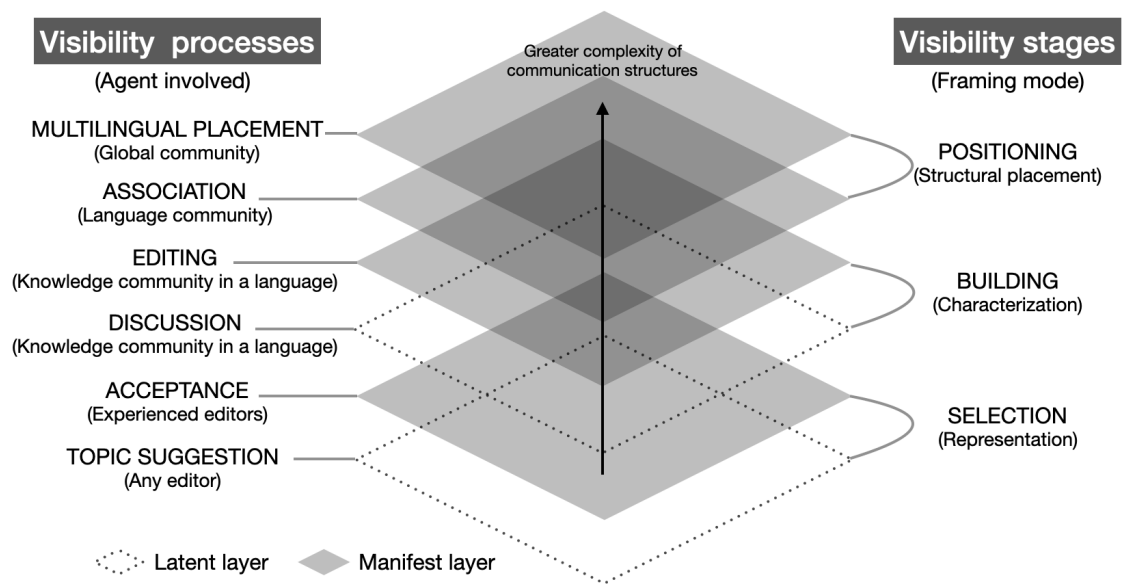 Visibility processes
(Agent involved)
MULTILINGUAL PLACEMENT
(Global community)
ASSOCIATION
(Language community)
EDITING
(Knowledge community in a language)
DISCUSSION
(Knowledge community in a language)
ACCEPTANCE
(Experienced editors)
TOPIC SUGGESTION
(Any editor)
Greater complexity of
communication structures
Visibility stages
(Framing mode)
POSITIONING
(Structural placement)
BUILDING
(Characterization)
SELECTION
(Representation)
Latent layer
Manifest layer